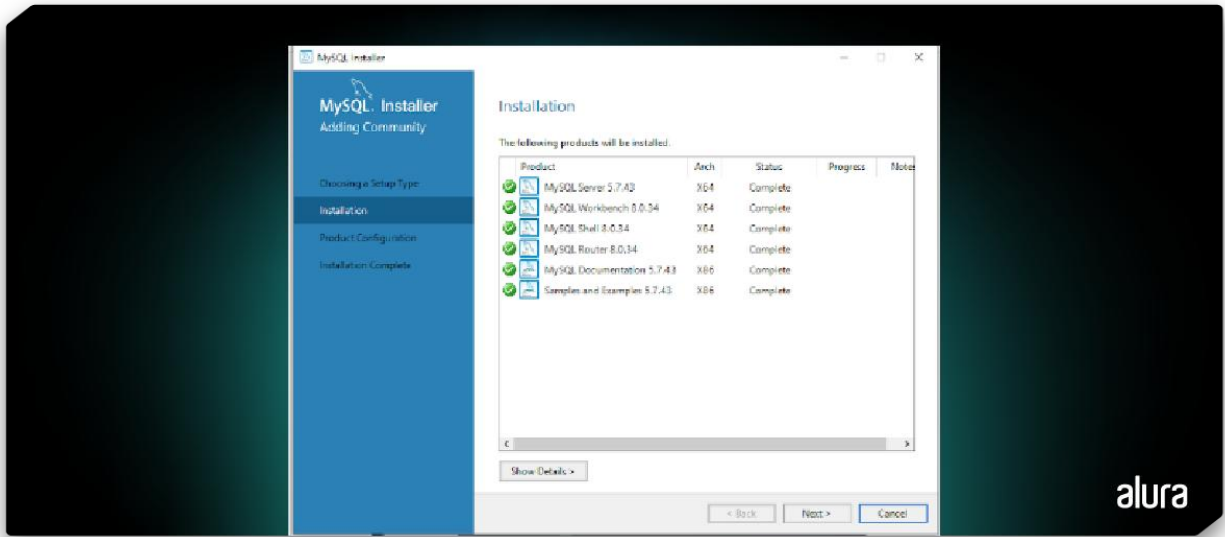 MySQL Installer
MySQL. Installer
Adding Community
Choosing a Setup Type
Installation
Product Configuration
Installation Complete
Installation
The following products will be installed.
Product Arch Status Progress Notes
MySQL Server 5.7.43 X64 Complete
MySQL Workbench 8.0.34 X64 Complete
MySQL Shell 8.0.34 X64 Complete
MySQL Router 8.0.34 X64 Complete
MySQL Documentation 5.7.43 X86 Complete
Samples and Examples 5.7.43 X86 Complete
Show Details >
< Back Next > Cancel
alura